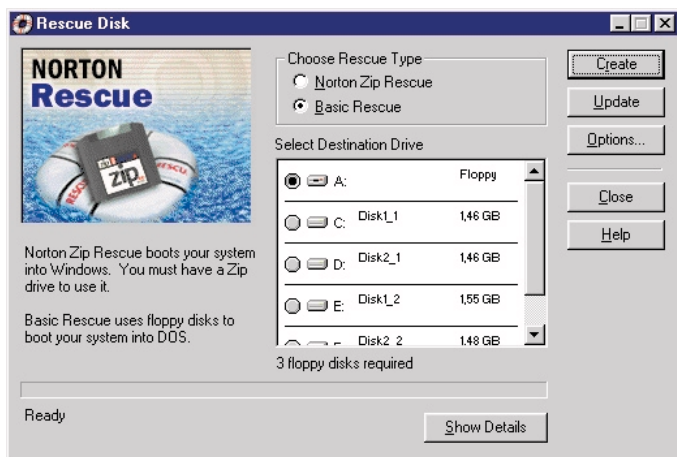 Rescue Disk
NORTON
Rescue
zip
RESCU
Norton Zip Rescue boots your system
into Windows. You must have a Zip
drive to use it.
Basic Rescue uses floppy disks to
boot your system into DOS.
Choose Rescue Type
Norton Zip Rescue
Basic Rescue
Select Destination Drive
A: Floppy
C: Disk1_1 1,46 GB
D: Disk2_1 1,46 GB
E: Disk1_2 1,55 GB
Disk2_2 1,48 GB
3 floppy disks required
Create
Update
Options...
Close
Help
Ready
Show Details